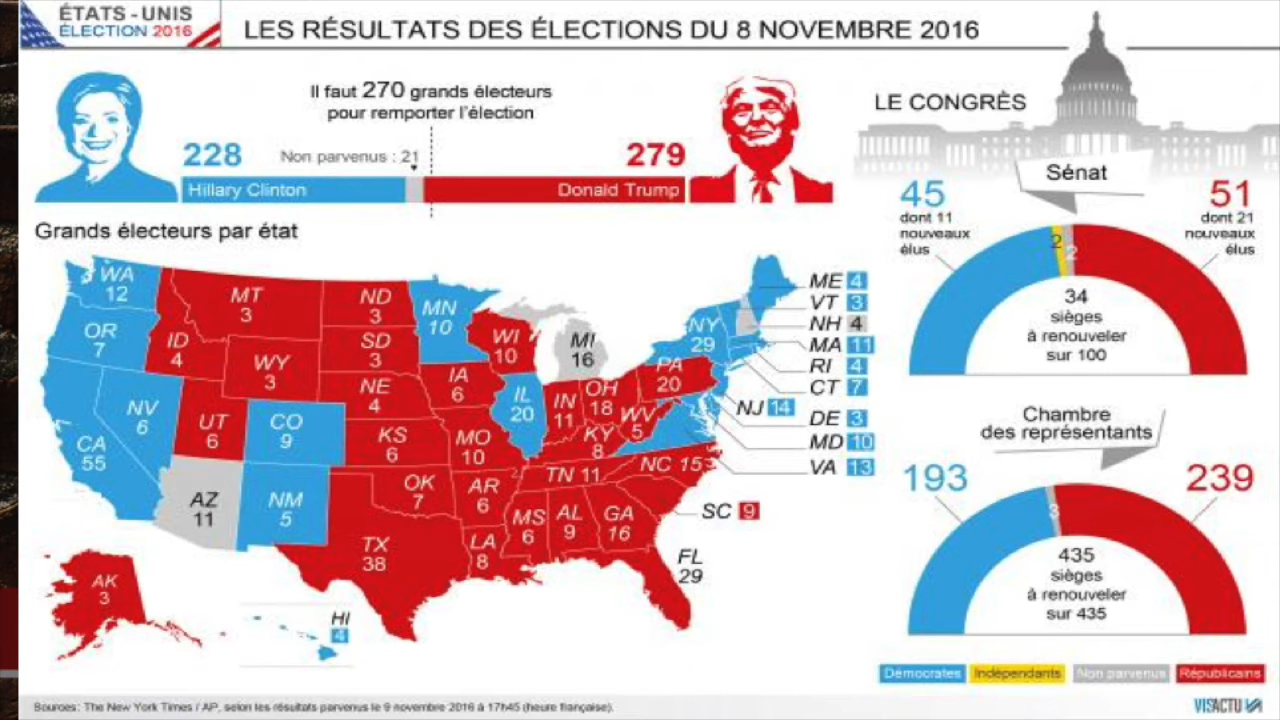 ÉTATS - UNIS
ÉLECTION 2016
LES RÉSULTATS DES ÉLECTIONS DU 8 NOVEMBRE 2016
Il faut 270 grands électeurs
pour remporter l'élection
228
Non parvenus : 21
279
Hillary Clinton
Donald Trump
Grands électeurs par état
WA
12
OR
7
CA
55
NV
6
ID
4
MT
3
WY
3
UT
6
CO
9
AZ
11
NM
5
ND
3
SD
3
NE
4
KS
6
OK
7
TX
38
MN
10
IA
6
MO
10
AR
6
LA
8
WI
10
IL
20
MI
16
IN
11
OH
18
KY
8
WV
5
TN 11
MS
6
AL
9
GA
16
NC 15
PA
20
NY
29
ME 4
VT 3
NH 4
MA 11
RI 4
CT 7
NJ 14
DE 3
MD 10
VA 13
SC 9
FL
29
AK
3
HI
4
LE CONGRÈS
Sénat
45
dont 11
nouveaux
élus
2
2
51
dont 21
nouveaux
élus
34
sièges
à renouveler
sur 100
Chambre
des représentants
193
3
239
435
sièges
à renouveler
sur 435
Démocrates
Indépendants
Non parvenus
Républicains
Sources: The New York Times / AP, selon les résultats parvenus le 9 novembre 2016 à 17h45 (heure française).
VISACTU